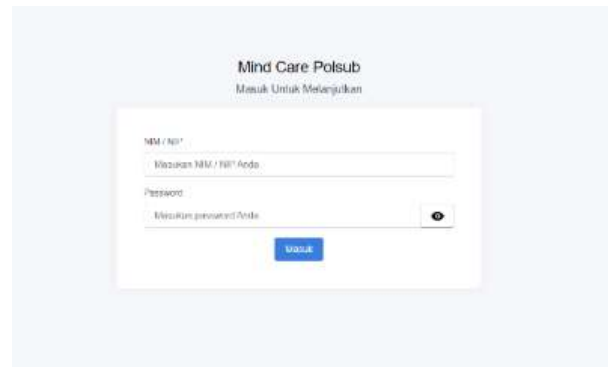 Mind Care Polsub
Masuk Untuk Melanjutkan
NIM / NIP
Masukan NIM / NIP Anda
Password
Masukan password Anda
Masuk